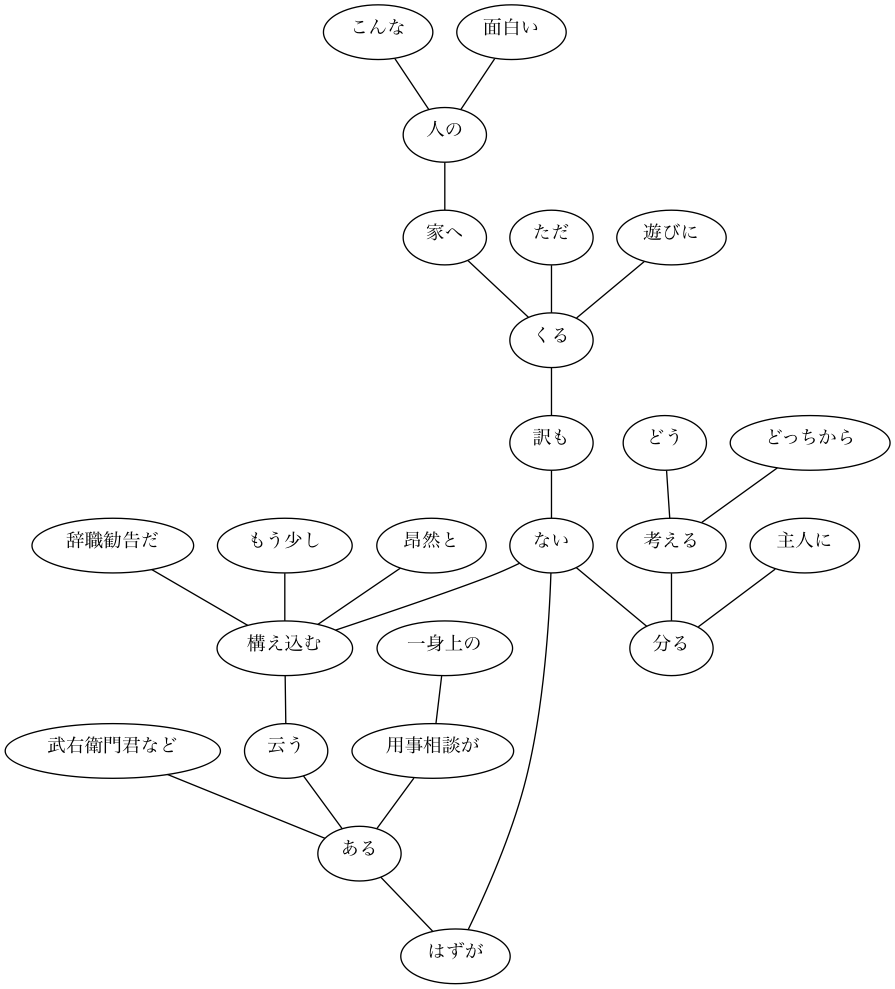 こんな
面白い
人の
家へ
ただ
遊びに
くる
訳も
どう
どっちから
辞職勧告だ
もう少し
昂然と
ない
考える
主人に
構え込む
一身上の
分る
武右衛門君など
云う
用事相談が
ある
はずが